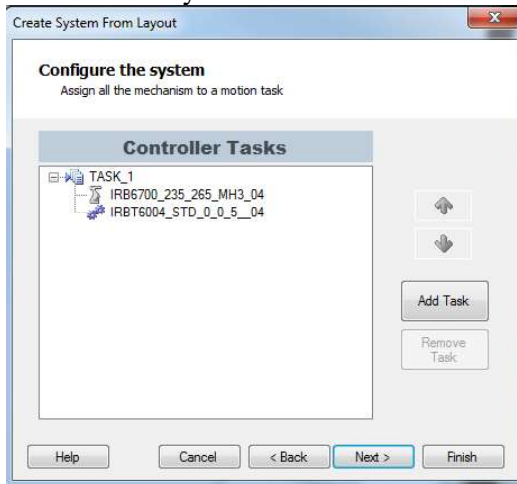 Create System From Layout
Configure the system
Assign all the mechanism to a motion task
Controller Tasks
TASK_1
IRB6700_235_265_MH3_04
IRBT6004_STD_0_0_5__04
Add Task
Remove
Task
Help
Cancel
< Back
Next >
Finish